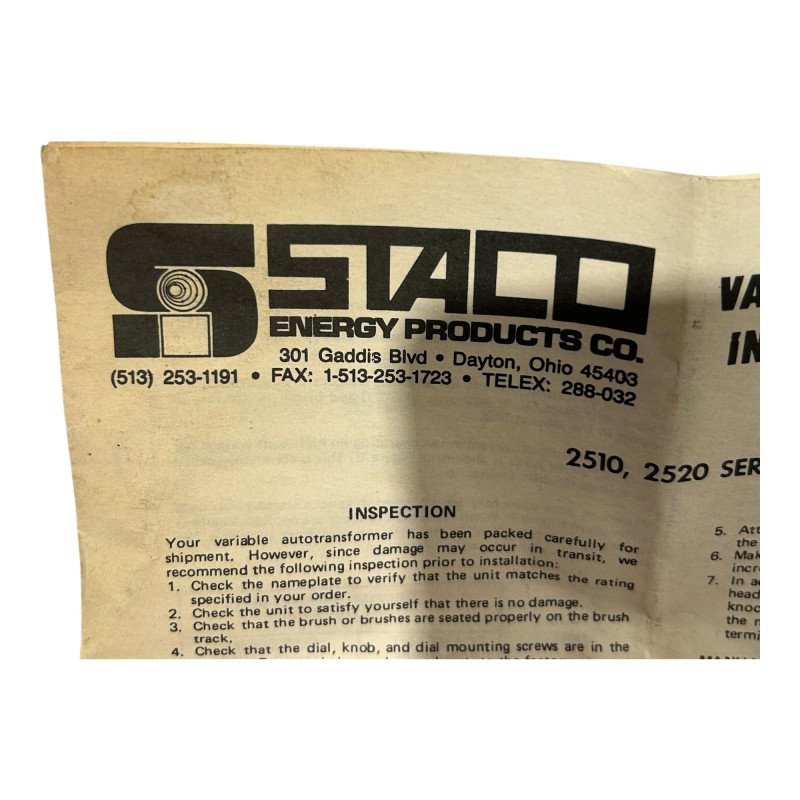 STACO
ENERGY PRODUCTS CO.
301 Gaddis Blvd • Dayton, Ohio 45403
(513) 253-1191 • FAX: 1-513-253-1723 • TELEX: 288-032
VA
IN
2510, 2520 SER
INSPECTION
Your variable autotransformer has been packed carefully for
shipment. However, since damage may occur in transit, we
recommend the following inspection prior to installation:
1. Check the nameplate to verify that the unit matches the rating
specified in your order.
2. Check the unit to satisfy yourself that there is no damage.
3. Check that the brush or brushes are seated properly on the brush
track.
4. Check that the dial, knob, and dial mounting screws are in the
5. Att
the
6. Mak
incre
7. In ac
head
knoc
the n
termi